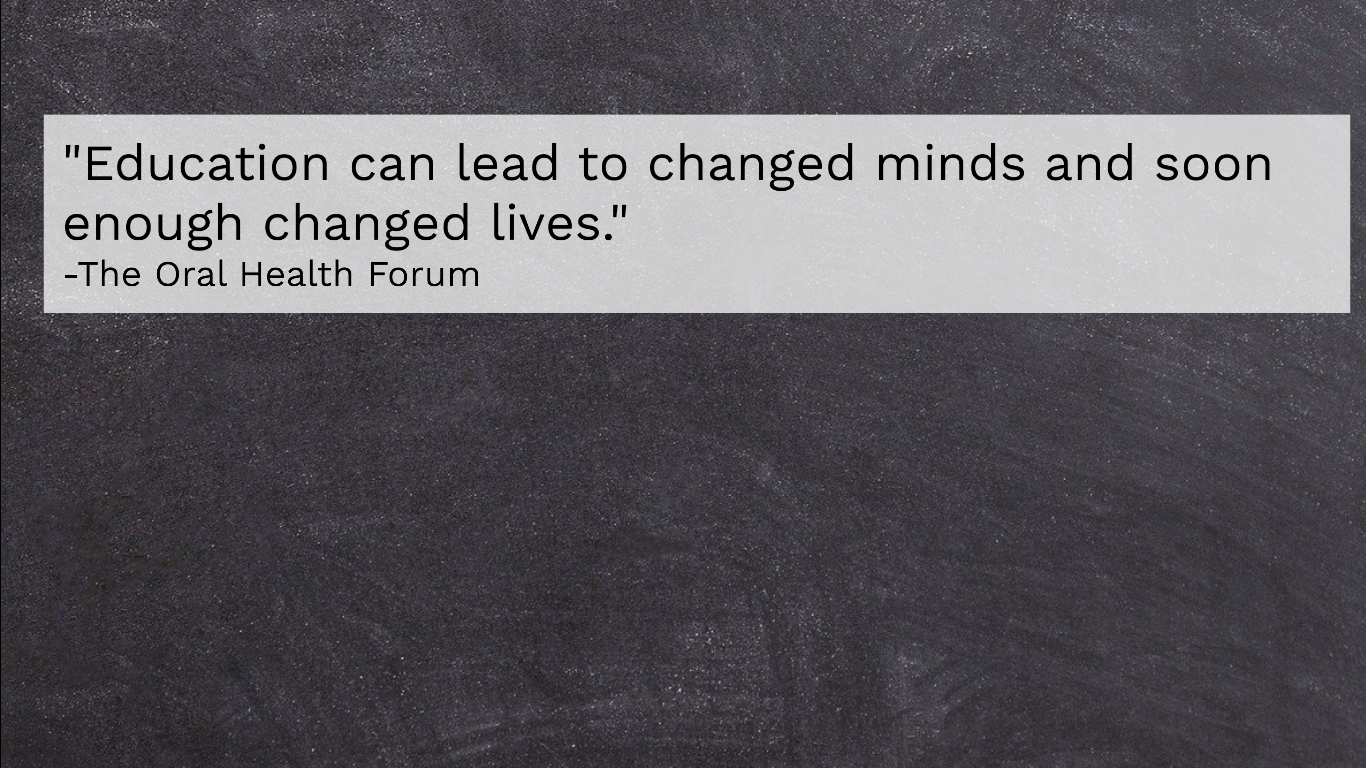 "Education can lead to changed minds and soon
enough changed lives."
-The Oral Health Forum